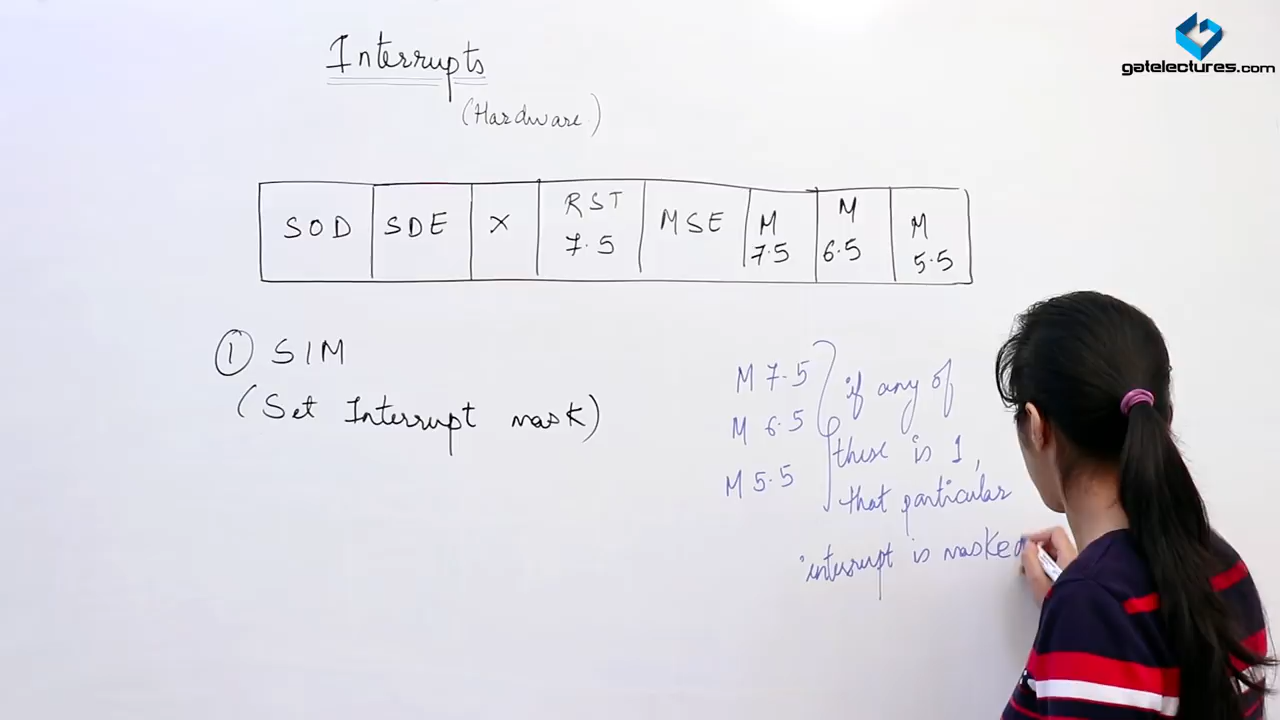 Interrupts
(Hardware)
gatelectures.com
SOD SDE X RST 7.5 MSE M 7.5 M 6.5 M 5.5
① SIM
(Set Interrupt mask)
M 7.5
M 6.5
M 5.5
if any of
these is 1,
that particular
interrupt is masked